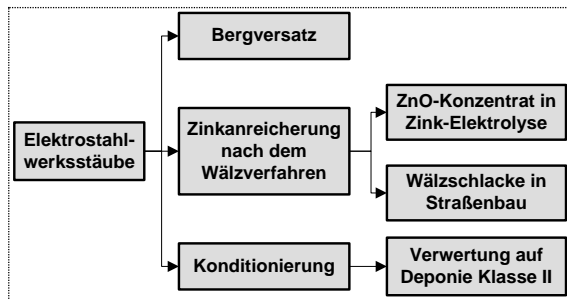 Bergversatz
Elektrostahl-
werksstäube
Zinkanreicherung
nach dem
Wälzverfahren
ZnO-Konzentrat in
Zink-Elektrolyse
Wälzschlacke in
Straßenbau
Konditionierung
Verwertung auf
Deponie Klasse II